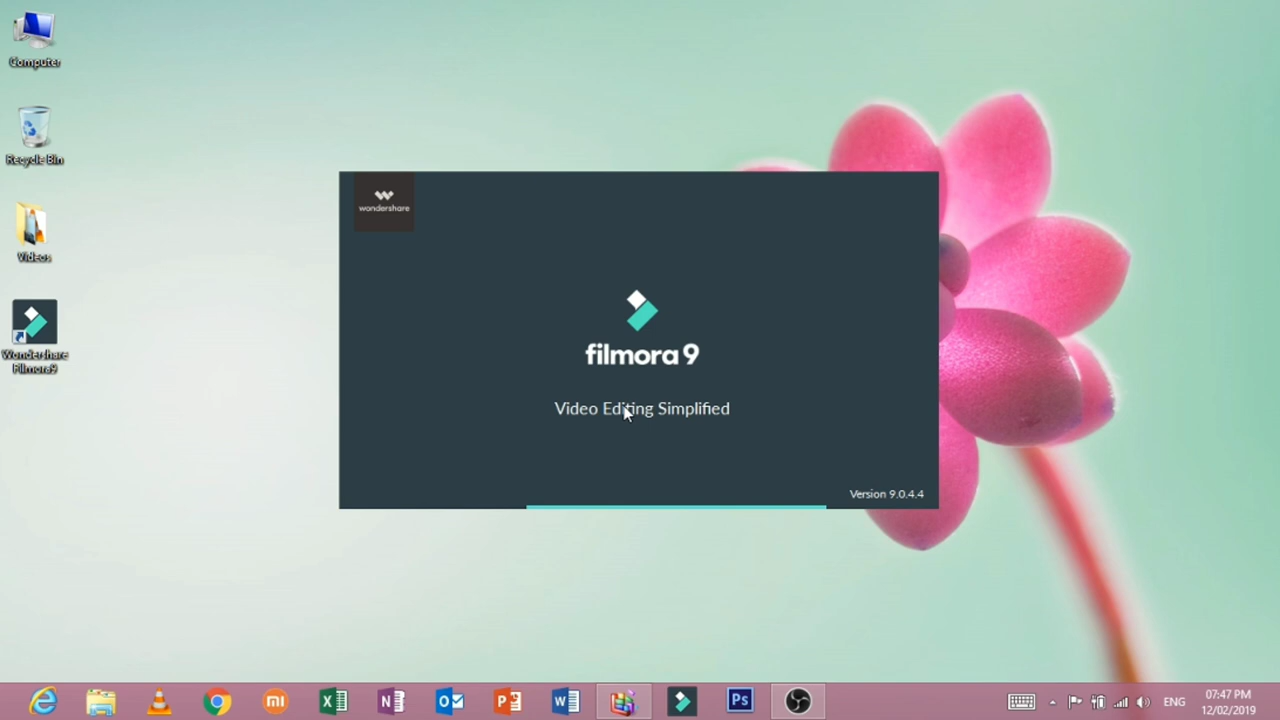 Computer
Recycle Bin
Videos
Wondershare
Filmora9
wondershare
filmora 9
Video Editing Simplified
Version 9.0.4.4
Ps
ENG
07:47 PM
12/02/2019